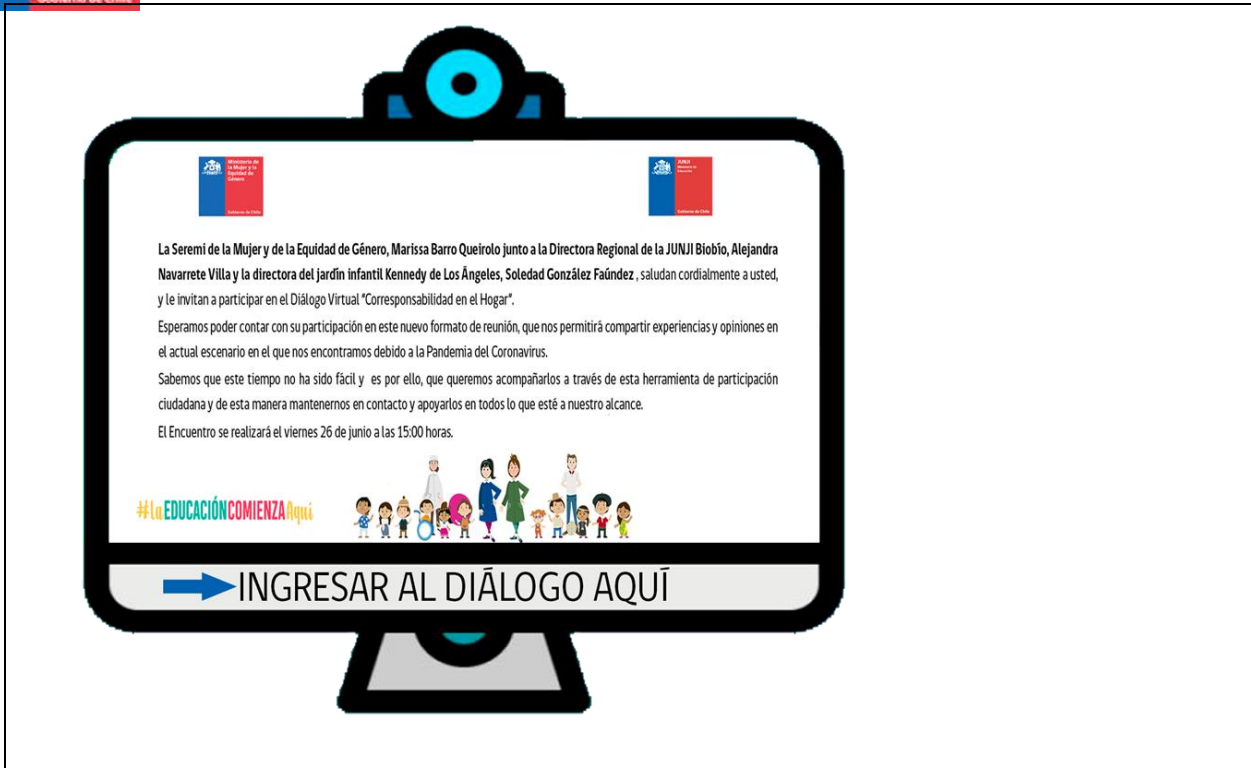 Gobierno de Chile
Ministerio de
la Mujer y la
Equidad de
Género
Gobierno de Chile
JUNJI
Ministerio de
Educación
Gobierno de Chile
La Seremi de la Mujer y de la Equidad de Género, Marissa Barro Queirolo junto a la Directora Regional de la JUNJI Biobío, Alejandra
Navarrete Villa y la directora del jardín infantil Kennedy de Los Ángeles, Soledad González Faúndez , saludan cordialmente a usted,
y le invitan a participar en el Diálogo Virtual "Corresponsabilidad en el Hogar".
Esperamos poder contar con su participación en este nuevo formato de reunión, que nos permitirá compartir experiencias y opiniones en
el actual escenario en el que nos encontramos debido a la Pandemia del Coronavirus.
Sabemos que este tiempo no ha sido fácil y es por ello, que queremos acompañarlos a través de esta herramienta de participación
ciudadana y de esta manera mantenernos en contacto y apoyarlos en todos lo que esté a nuestro alcance.
El Encuentro se realizará el viernes 26 de junio a las 15:00 horas.
#laEDUCACIÓNCOMIENZAAquí
INGRESAR AL DIÁLOGO AQUÍ